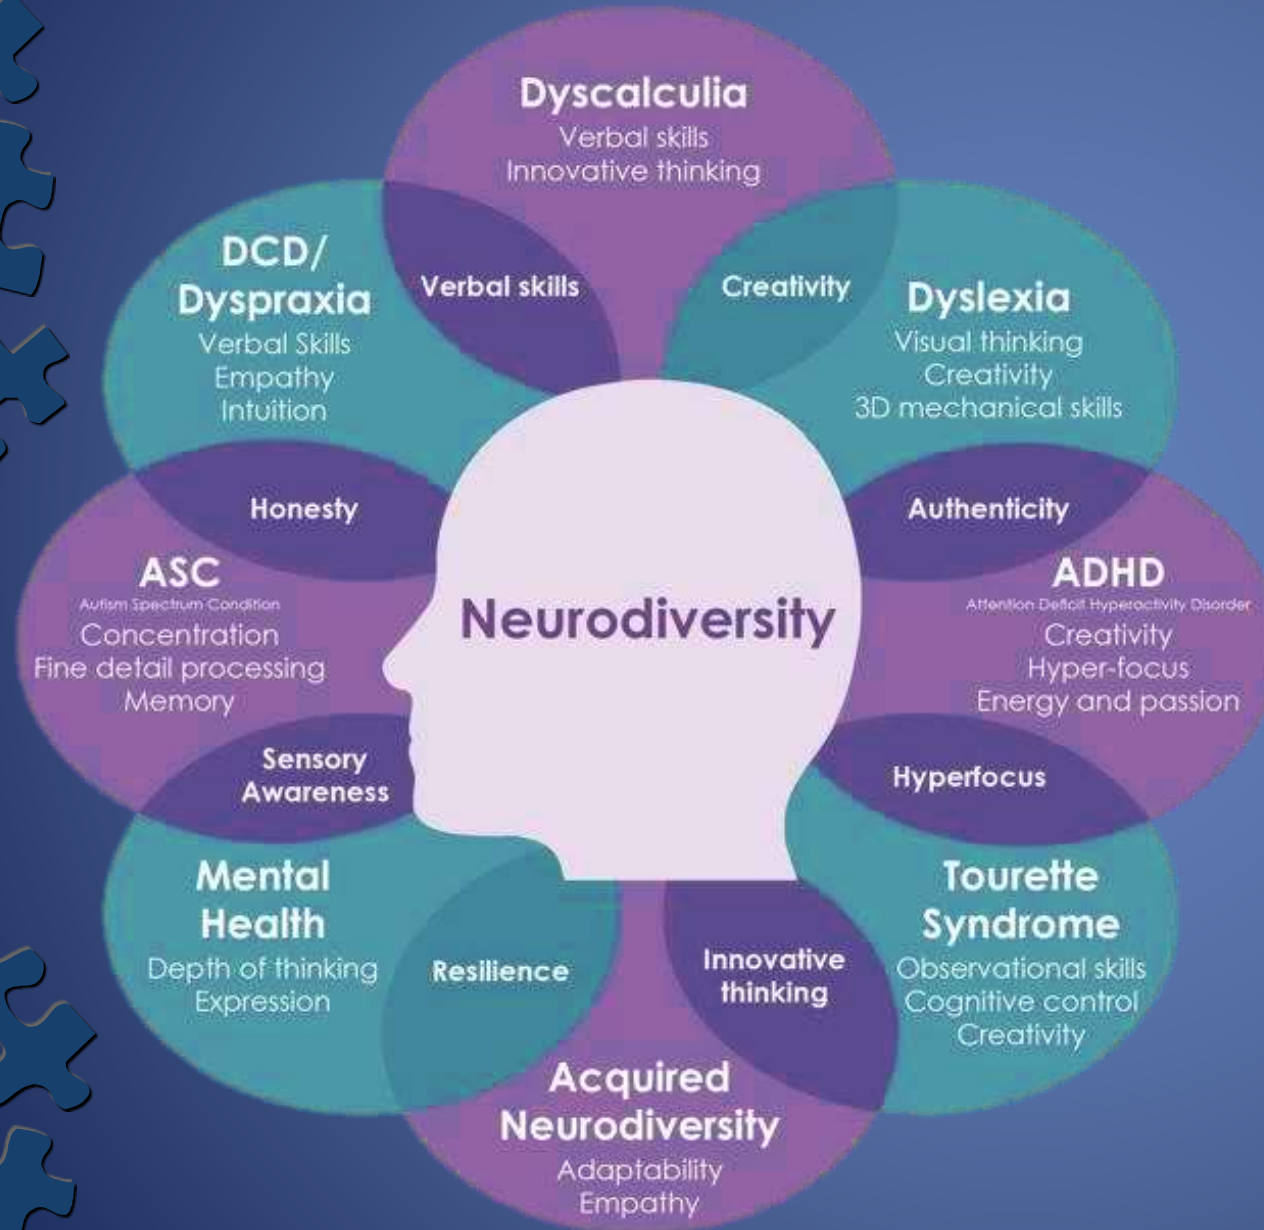 Dyscalculia
Verbal skills
Innovative thinking
DCD/
Dyspraxia
Verbal Skills
Empathy
Intuition
Verbal skills
Creativity
Dyslexia
Visual thinking
Creativity
3D mechanical skills
Honesty
Authenticity
ASC
Autism Spectrum Condition
Concentration
Fine detail processing
Memory
Neurodiversity
ADHD
Attention Deficit Hyperactivity Disorder
Creativity
Hyper-focus
Energy and passion
Sensory
Awareness
Hyperfocus
Mental
Health
Depth of thinking
Expression
Resilience
Innovative
thinking
Tourette
Syndrome
Observational skills
Cognitive control
Creativity
Acquired
Neurodiversity
Adaptability
Empathy